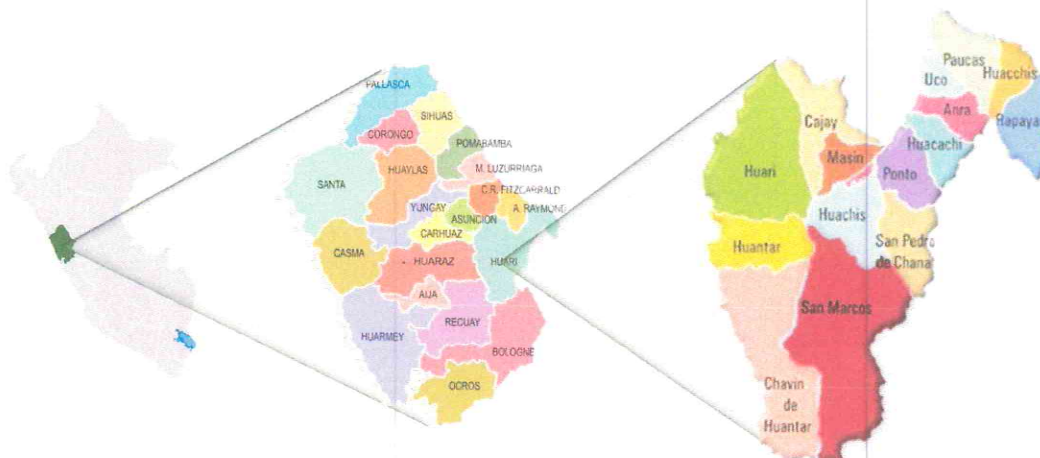 PALLASCA
SIHUAS
CORONGO
POMABAMBA
M. LUZURRIAGA
HUAYLAS
SANTA
C.R. FITZCARRALD
YUNGAY
A. RAYMOND
ASUNCION
CARHUAZ
CASMA
HUARAZ
HUARI
AIJA
RECUAY
HUARMEY
BOLOGNE
OCROS
Paucas
Huacchis
Uco
Anra
Rapayan
Cajay
Huacachi
Masin
Huari
Ponto
Huachis
Huantar
San Pedro
de Chana
San Marcos
Chavin
de
Huantar